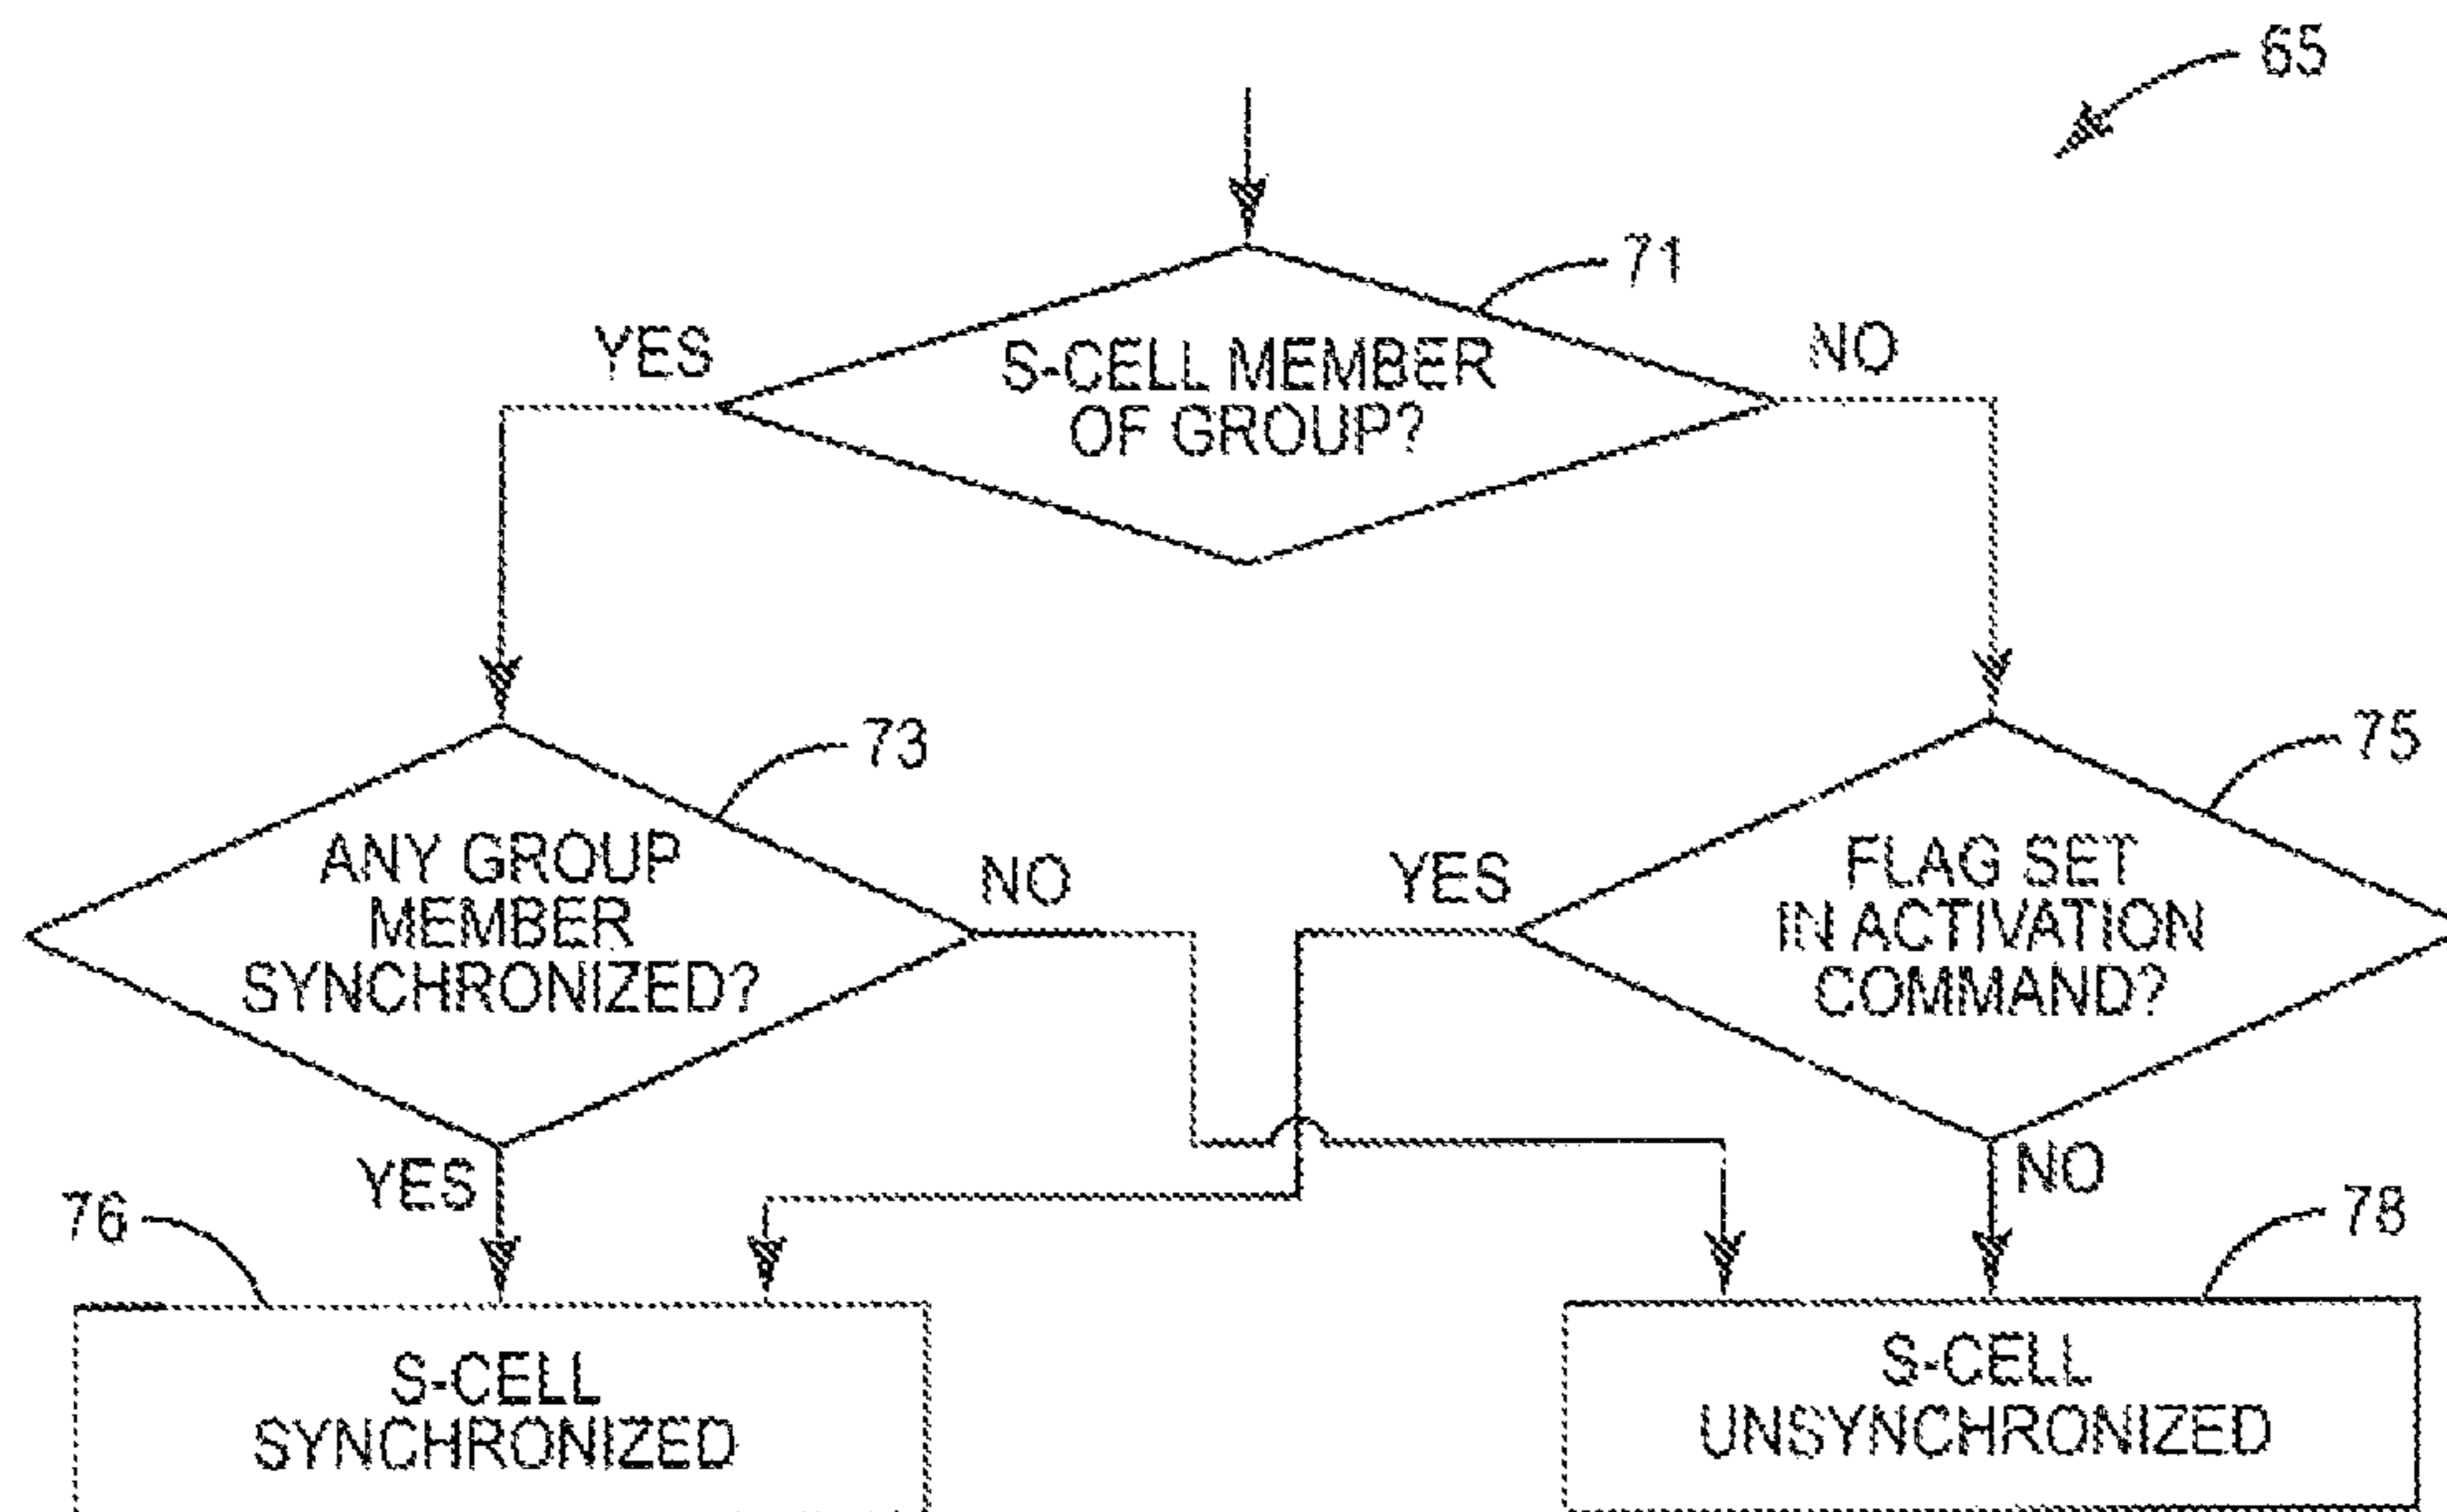 65
71
YES
S-CELL MEMBER
OF GROUP?
NO
73
75
ANY GROUP
MEMBER
SYNCHRONIZED?
NO
YES
FLAG SET
IN ACTIVATION
COMMAND?
YES
NO
76
78
S-CELL
SYNCHRONIZED
S-CELL
UNSYNCHRONIZED